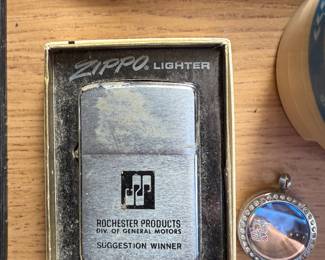 ZIPPO. LIGHTER
ROCHESTER PRODUCTS
DIV. OF GENERAL MOTORS
SUGGESTION WINNER